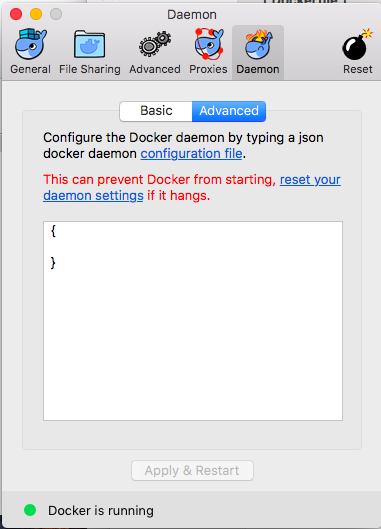 Daemon
General File Sharing Advanced Proxies Daemon Reset
Basic Advanced
Configure the Docker daemon by typing a json
docker daemon configuration file.
This can prevent Docker from starting, reset your
daemon settings if it hangs.
{
}
Apply & Restart
Docker is running